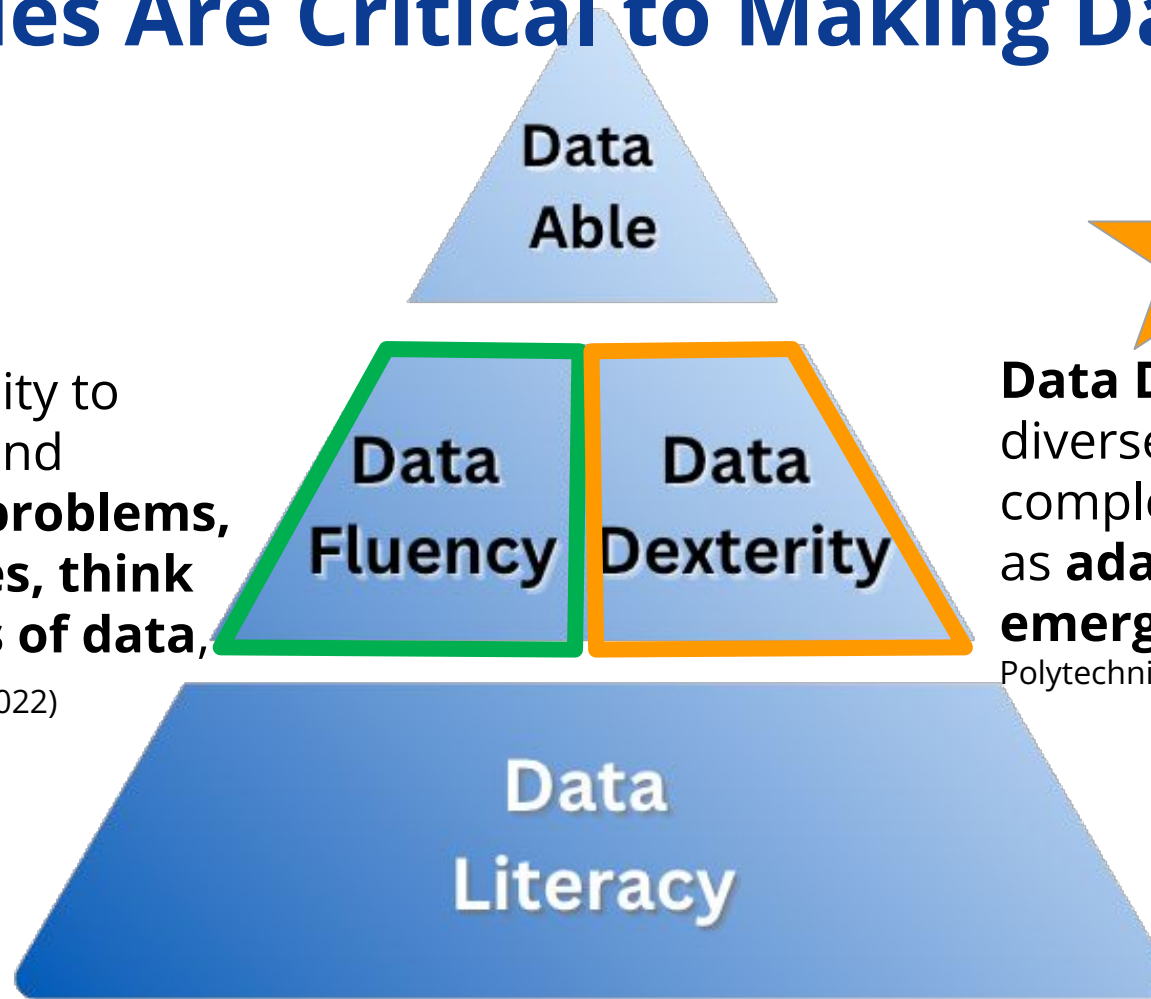 ies Are Critical to Making Da
Data
Able
ity to
nd
problems,
es, think
s of data,
022)
Data
Fluency
Data
Dexterity
Data D
diverse
comple
as ada
emerg
Polytechni
Data
Literacy